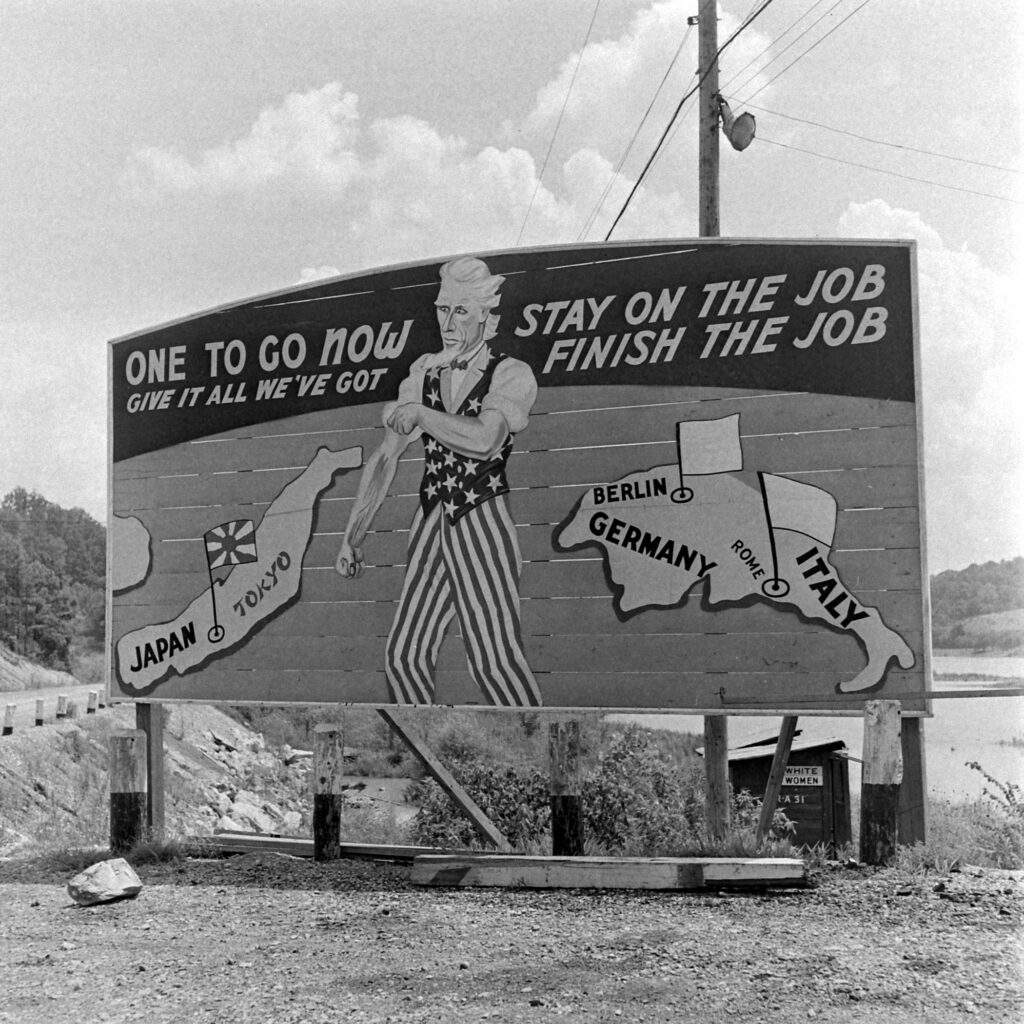 ONE TO GO NOW
GIVE IT ALL WE'VE GOT
STAY ON THE JOB
FINISH THE JOB
JAPAN
TOKYO
BERLIN
GERMANY
ROME
ITALY
WHITE
WOMEN
-A 31